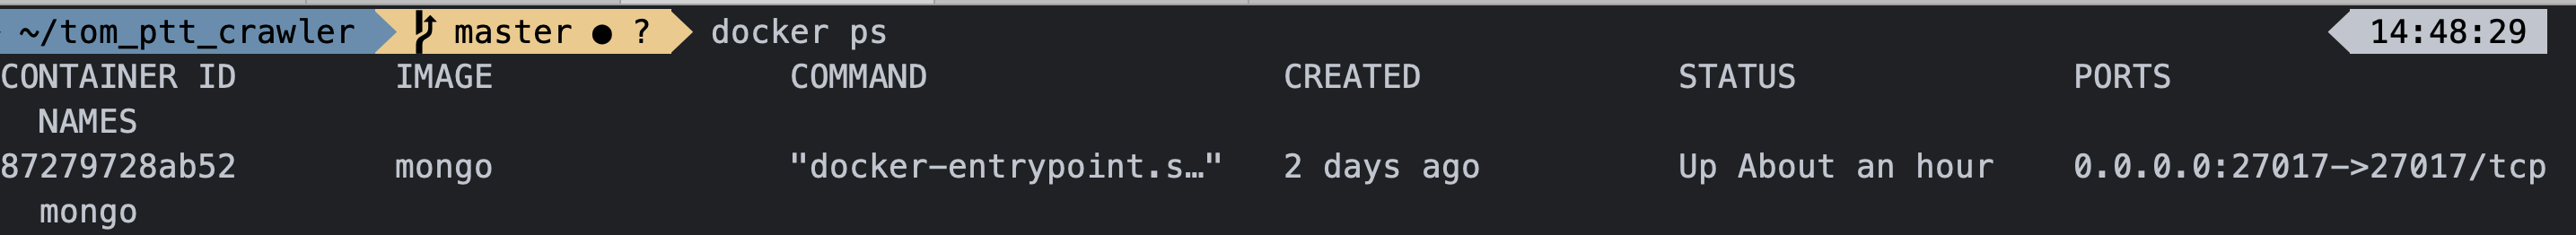 ~/tom_ptt_crawler master ● ? docker ps 14:48:29
CONTAINER ID IMAGE COMMAND CREATED STATUS PORTS
NAMES
87279728ab52 mongo "docker-entrypoint.s…" 2 days ago Up About an hour 0.0.0.0:27017->27017/tcp
mongo